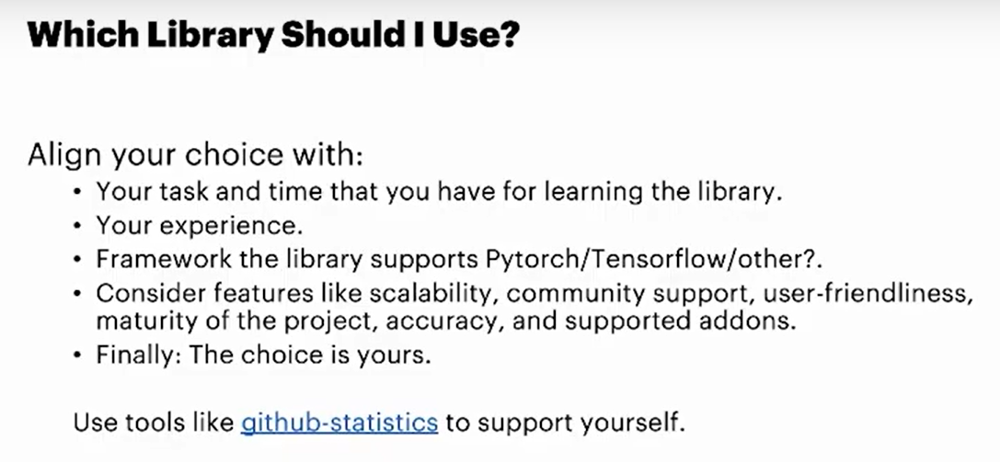 Which Library Should I Use?
Align your choice with:
• Your task and time that you have for learning the library.
• Your experience.
• Framework the library supports Pytorch/Tensorflow/other?.
• Consider features like scalability, community support, user-friendliness,
maturity of the project, accuracy, and supported addons.
• Finally: The choice is yours.
Use tools like github-statistics to support yourself.